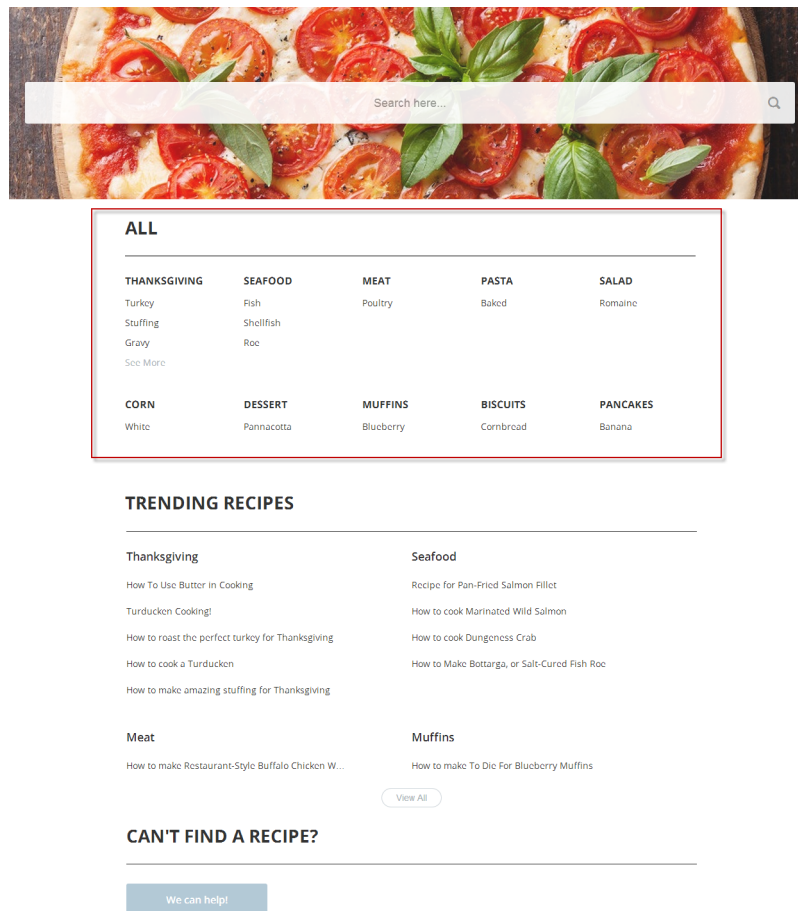 Search here...
ALL
THANKSGIVING SEAFOOD MEAT PASTA SALAD
Turkey Fish Poultry Baked Romaine
Stuffing Shellfish
Gravy Roe
See More
CORN DESSERT MUFFINS BISCUITS PANCAKES
White Pannacotta Blueberry Cornbread Banana
TRENDING RECIPES
Thanksgiving Seafood
How To Use Butter in Cooking Recipe for Pan-Fried Salmon Fillet
Turducken Cooking! How to cook Marinated Wild Salmon
How to roast the perfect turkey for Thanksgiving How to cook Dungeness Crab
How to cook a Turducken How to Make Bottarga, or Salt-Cured Fish Roe
How to make amazing stuffing for Thanksgiving
Meat Muffins
How to make Restaurant-Style Buffalo Chicken W... How to make To Die For Blueberry Muffins
View All
CAN'T FIND A RECIPE?
We can help!